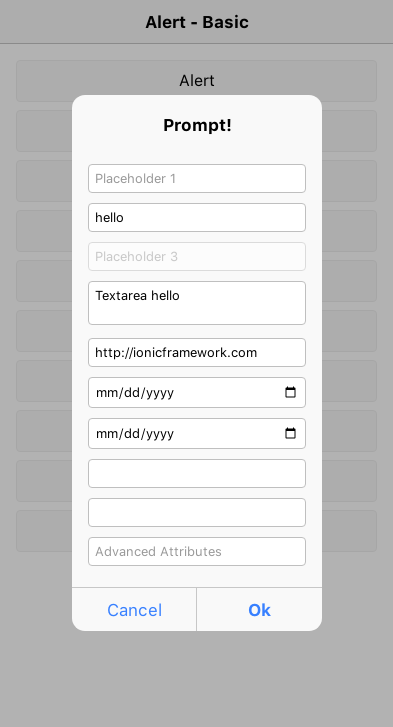 Alert - Basic
Alert
Prompt!
Placeholder 1
hello
Placeholder 3
Textarea hello
http://ionicframework.com
mm/dd/yyyy
mm/dd/yyyy
Advanced Attributes
Cancel
Ok